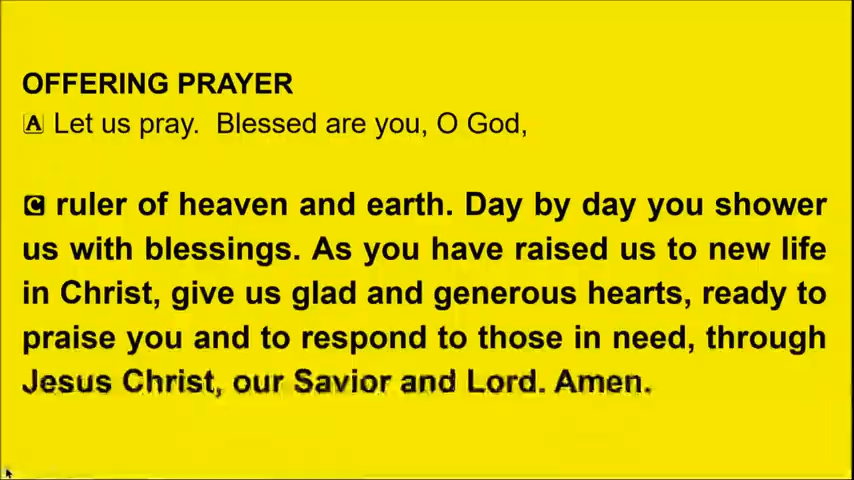 OFFERING PRAYER
A Let us pray.  Blessed are you, O God,
C ruler of heaven and earth. Day by day you shower
us with blessings. As you have raised us to new life
in Christ, give us glad and generous hearts, ready to
praise you and to respond to those in need, through
Jesus Christ, our Savior and Lord. Amen.